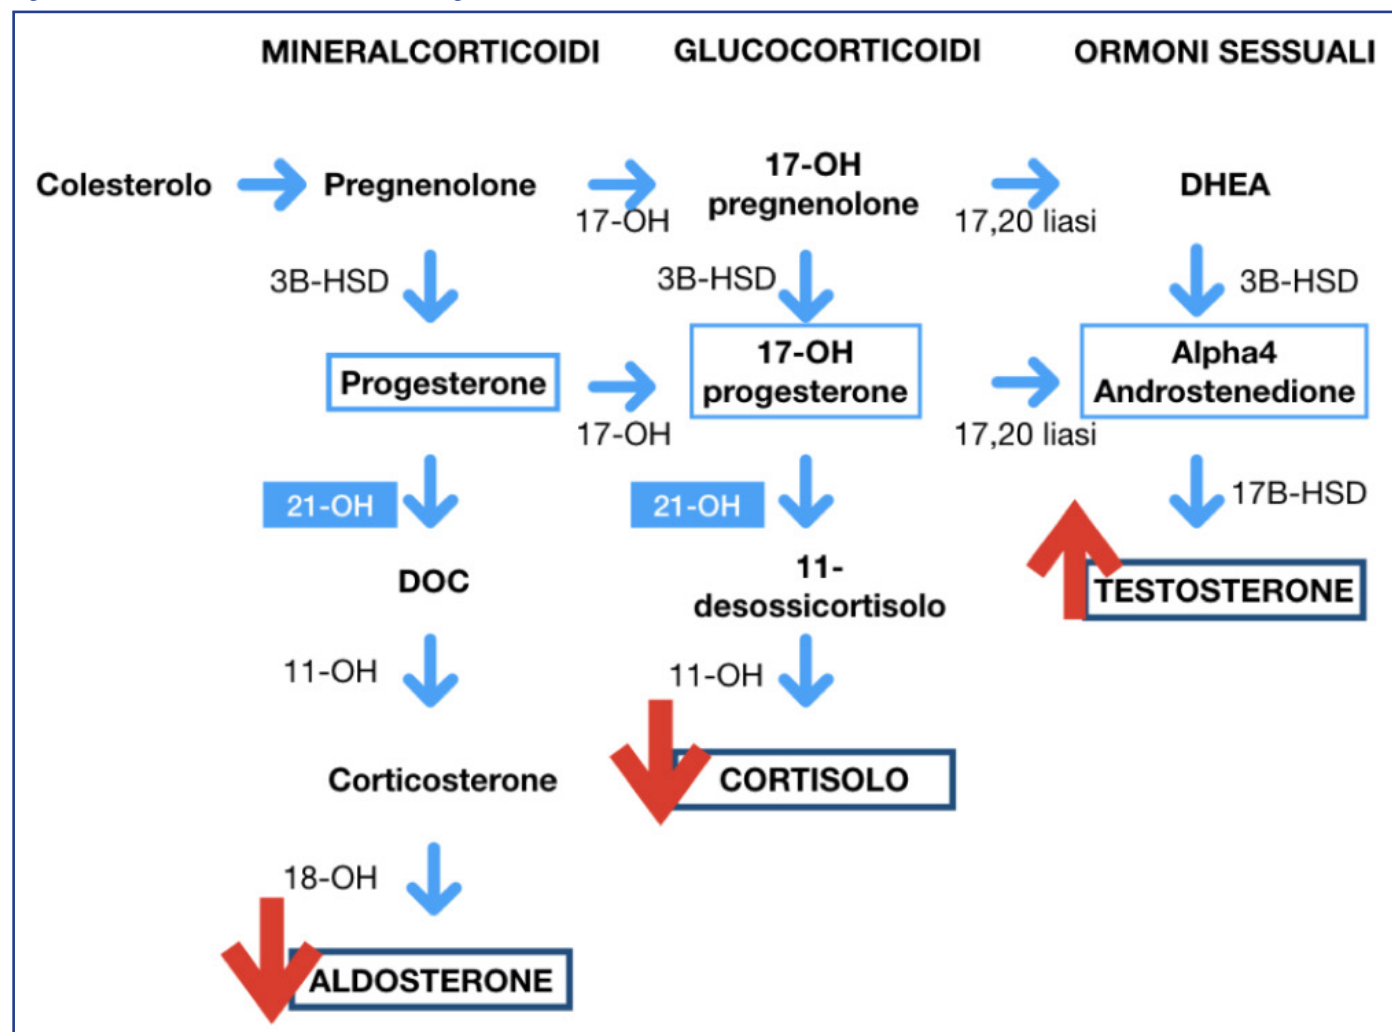 MINERALCORTICOIDI GLUCOCORTICOIDI ORMONI SESSUALI
Colesterolo Pregnenolone 17-OH pregnenolone DHEA
17-OH 17,20 liasi
3B-HSD 3B-HSD 3B-HSD
Progesterone 17-OH progesterone Alpha4 Androstenedione
17-OH 17,20 liasi
21-OH 21-OH 17B-HSD
DOC 11-desossicortisolo TESTOSTERONE
11-OH 11-OH
Corticosterone CORTISOLO
18-OH
ALDOSTERONE